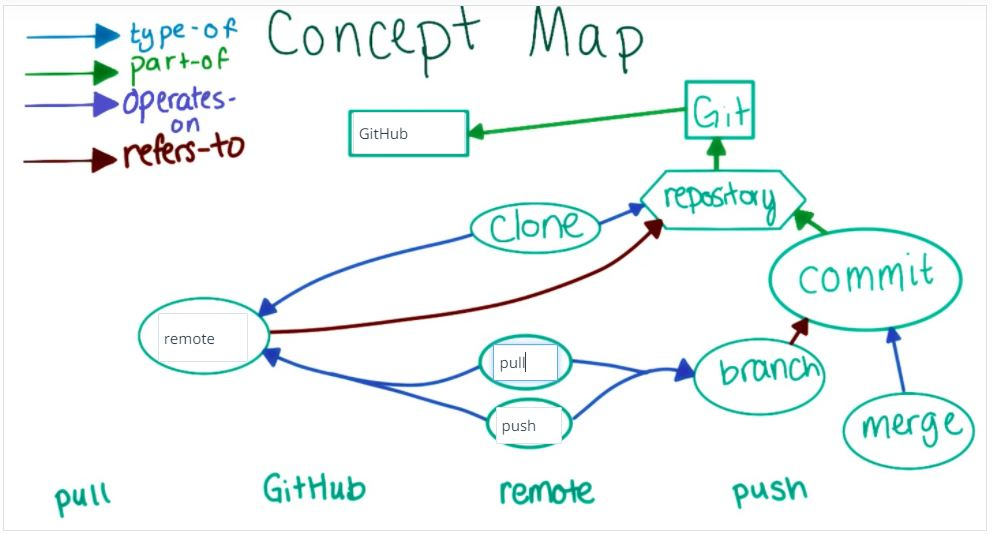 type-of
part-of
operates-
on
refers-to
Concept Map
GitHub
Git
repository
clone
commit
remote
pull
branch
push
merge
pull GitHub remote push